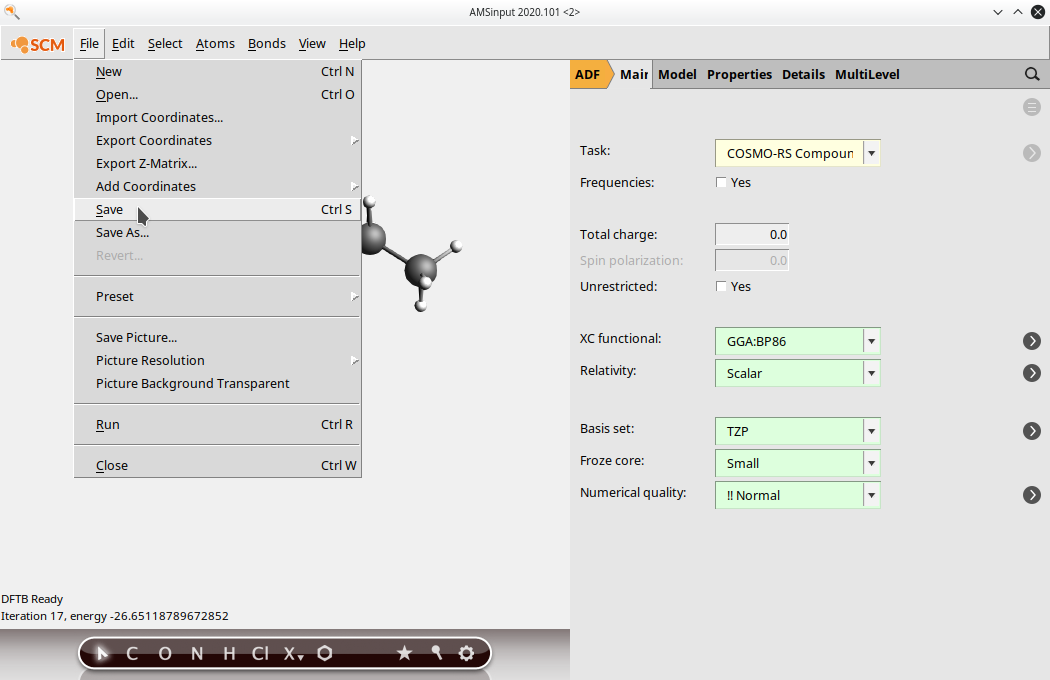 AMSinput 2020.101 <2>
SCM File Edit Select Atoms Bonds View Help
New Ctrl N
Open... Ctrl O
Import Coordinates...
Export Coordinates
Export Z-Matrix...
Add Coordinates
Save Ctrl S
Save As...
Revert...
Preset
Save Picture...
Picture Resolution
Picture Background Transparent
Run Ctrl R
Close Ctrl W
ADF Main Model Properties Details MultiLevel
Task: COSMO-RS Compoun
Frequencies: Yes
Total charge: 0.0
Spin polarization: 0.0
Unrestricted: Yes
XC functional: GGA:BP86
Relativity: Scalar
Basis set: TZP
Froze core: Small
Numerical quality: !! Normal
DFTB Ready
Iteration 17, energy -26.65118789672852
C O N H Cl X